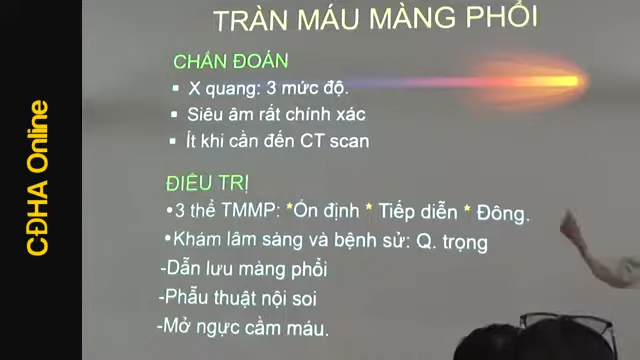 TRÀN MÁU MÀNG PHỔI
CHẨN ĐOÁN
▪ X quang: 3 mức độ.
▪ Siêu âm rất chính xác
▪ Ít khi cần đến CT scan
ĐIỀU TRỊ
•3 thể TMMP: *Ổn định * Tiếp diễn * Đông.
•Khám lâm sàng và bệnh sử: Q. trọng
-Dẫn lưu màng phổi
-Phẫu thuật nội soi
-Mở ngực cầm máu.
CĐHA Online